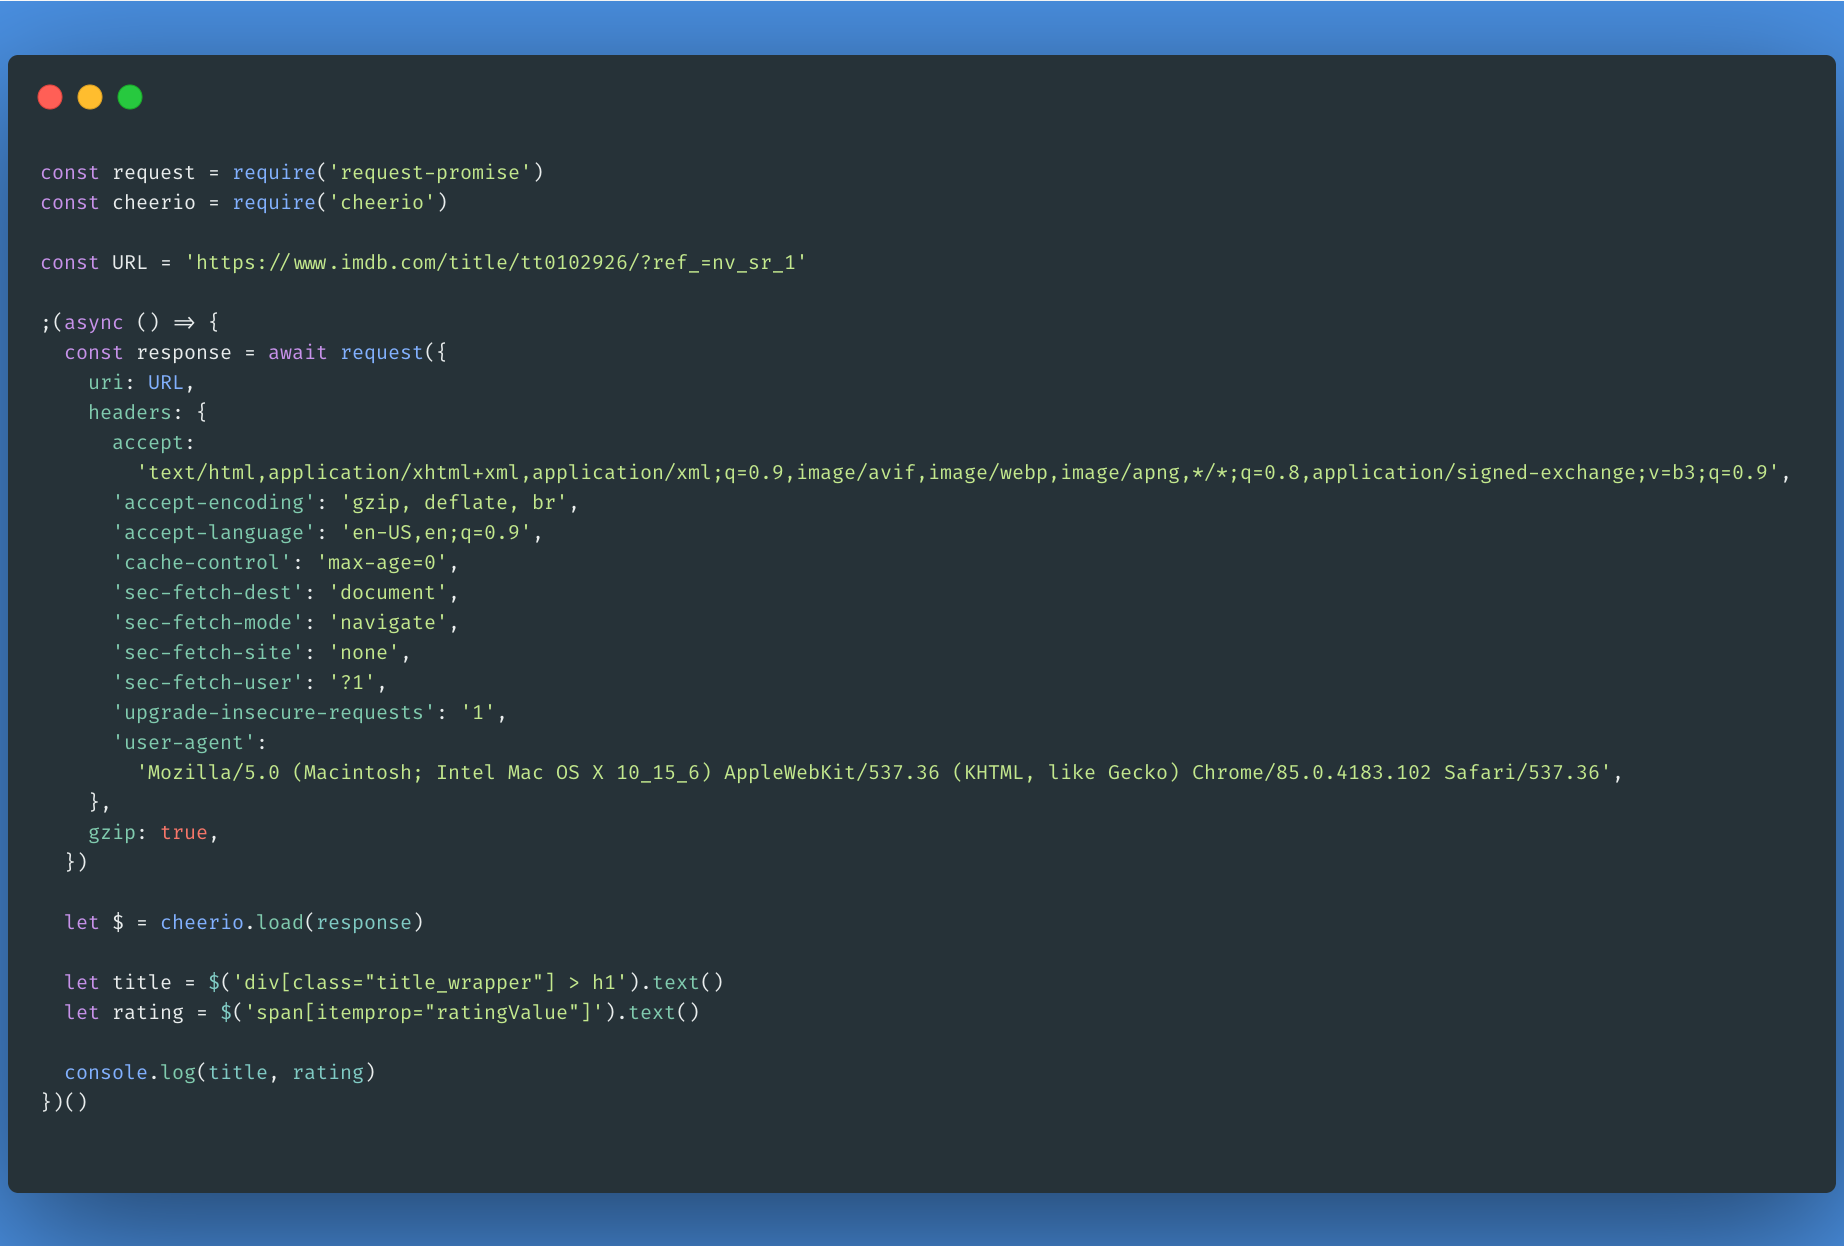 const request = require('request-promise')
const cheerio = require('cheerio')
const URL = 'https://www.imdb.com/title/tt0102926/?ref_=nv_sr_1'
;(async () => {
const response = await request({
uri: URL,
headers: {
accept:
'text/html,application/xhtml+xml,application/xml;q=0.9,image/avif,image/webp,image/apng,*/*;q=0.8,application/signed-exchange;v=b3;q=0.9',
'accept-encoding': 'gzip, deflate, br',
'accept-language': 'en-US,en;q=0.9',
'cache-control': 'max-age=0',
'sec-fetch-dest': 'document',
'sec-fetch-mode': 'navigate',
'sec-fetch-site': 'none',
'sec-fetch-user': '?1',
'upgrade-insecure-requests': '1',
'user-agent':
'Mozilla/5.0 (Macintosh; Intel Mac OS X 10_15_6) AppleWebKit/537.36 (KHTML, like Gecko) Chrome/85.0.4183.102 Safari/537.36',
},
gzip: true,
})
let $ = cheerio.load(response)
let title = $('div[class="title_wrapper"] > h1').text()
let rating = $('span[itemprop="ratingValue"]').text()
console.log(title, rating)
})()